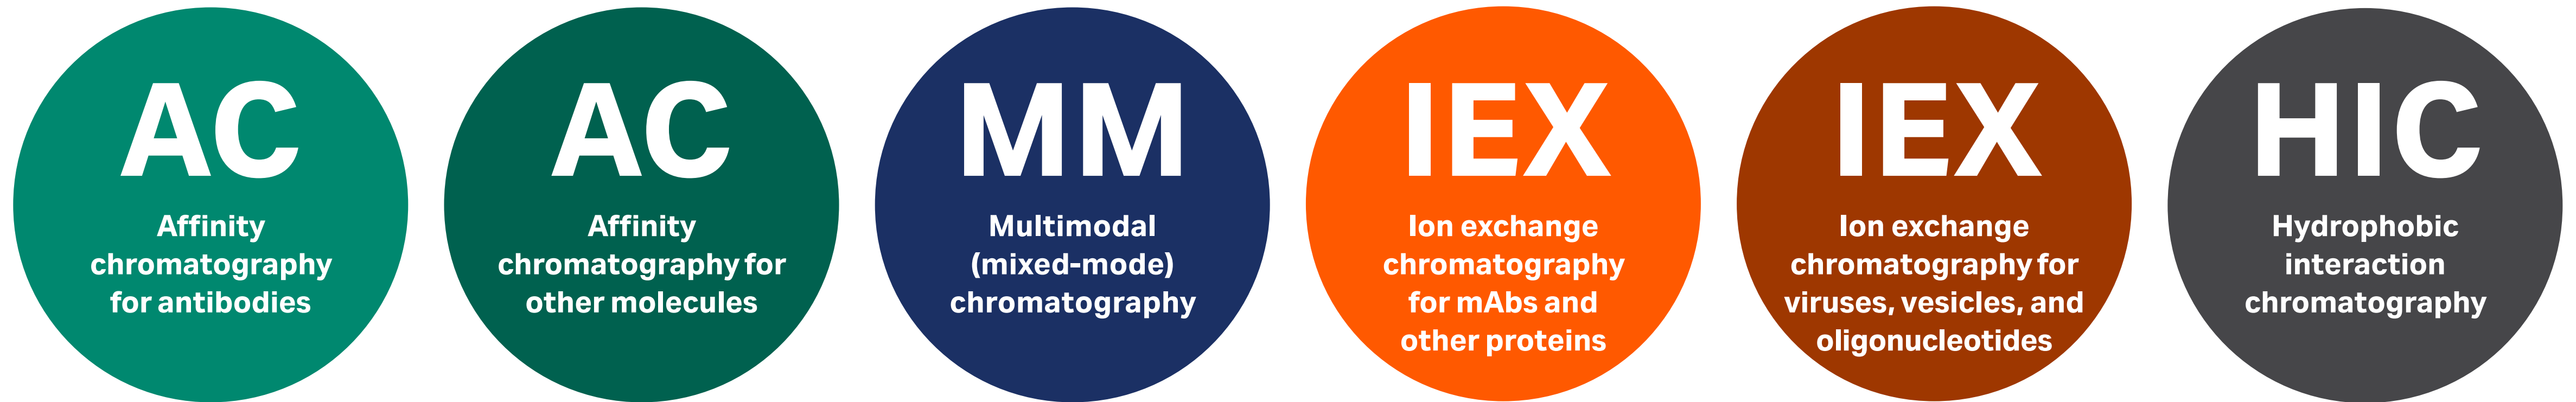 AC
Affinity
chromatography
for antibodies
AC
Affinity
chromatography for
other molecules
MM
Multimodal
(mixed-mode)
chromatography
IEX
Ion exchange
chromatography
for mAbs and
other proteins
IEX
Ion exchange
chromatography for
viruses, vesicles, and
oligonucleotides
HIC
Hydrophobic
interaction
chromatography